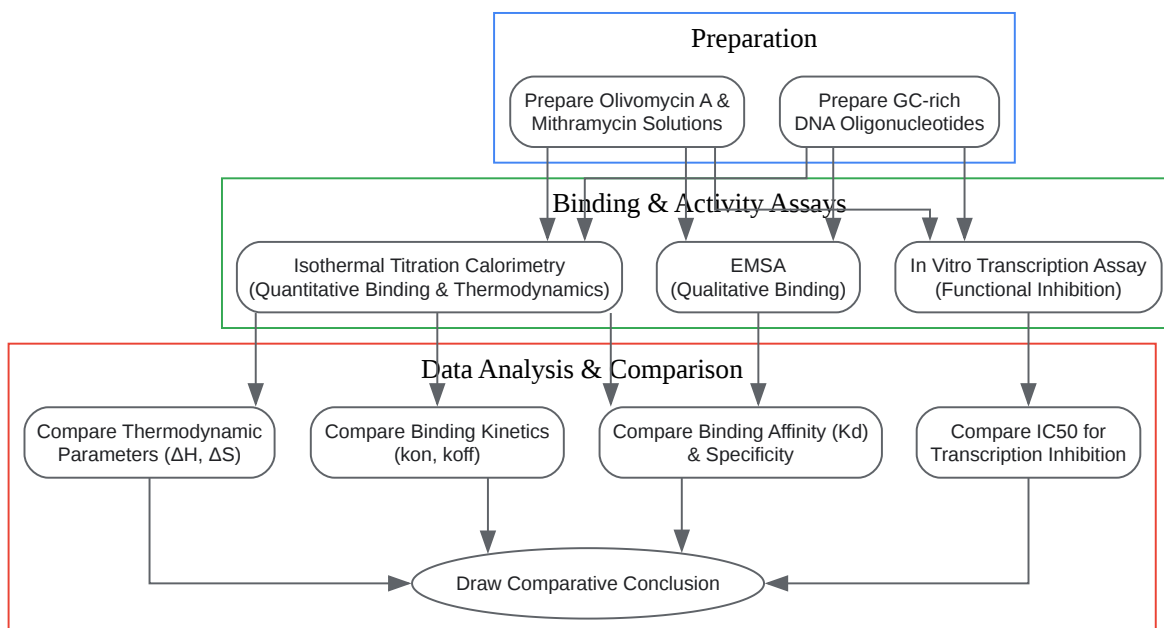 Preparation
Prepare Olivomycin A &
Mithramycin Solutions
Prepare GC-rich
DNA Oligonucleotides
Binding & Activity Assays
Isothermal Titration Calorimetry
(Quantitative Binding & Thermodynamics)
EMSA
(Qualitative Binding)
In Vitro Transcription Assay
(Functional Inhibition)
Data Analysis & Comparison
Compare Thermodynamic
Parameters (ΔH, ΔS)
Compare Binding Kinetics
(kon, koff)
Compare Binding Affinity (Kd)
& Specificity
Compare IC50 for
Transcription Inhibition
Draw Comparative Conclusion